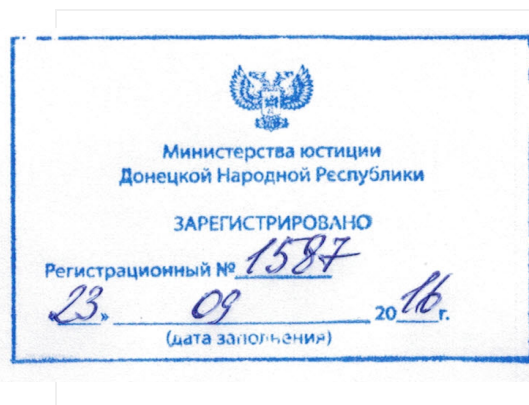 Министерства юстиции
Донецкой Народной Республики
ЗАРЕГИСТРИРОВАНО
Регистрационный № 1587
23» 09 2016 г.
(дата заполнения)